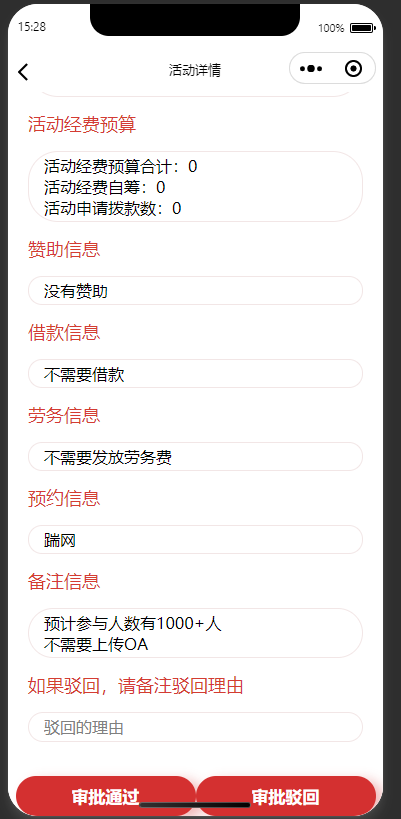 15:28
100%
活动详情
活动经费预算
活动经费预算合计：0
活动经费自筹：0
活动申请拨款数：0
赞助信息
没有赞助
借款信息
不需要借款
劳务信息
不需要发放劳务费
预约信息
踹网
备注信息
预计参与人数有1000+人
不需要上传OA
如果驳回，请备注驳回理由
驳回的理由
审批通过
审批驳回